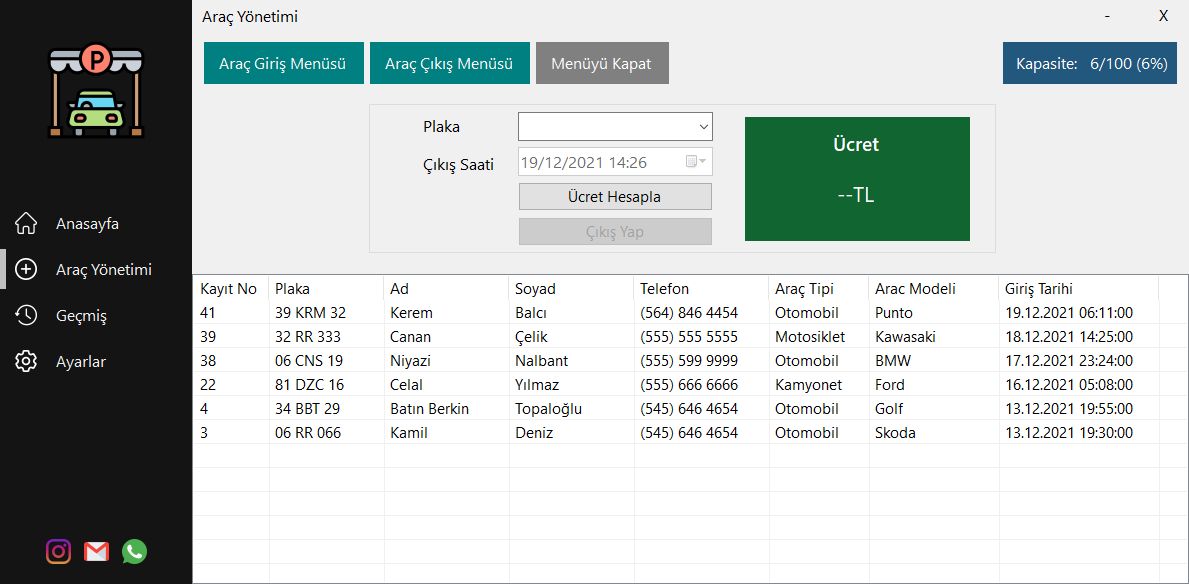 Araç Yönetimi
- X
Araç Giriş Menüsü Araç Çıkış Menüsü Menüyü Kapat Kapasite: 6/100 (6%)
P
Anasayfa
Araç Yönetimi
Geçmiş
Ayarlar
Plaka
Çıkış Saati 19/12/2021 14:26
Ücret Hesapla
Çıkış Yap
Ücret
--TL
Kayıt No Plaka Ad Soyad Telefon Araç Tipi Arac Modeli Giriş Tarihi
41 39 KRM 32 Kerem Balcı (564) 846 4454 Otomobil Punto 19.12.2021 06:11:00
39 32 RR 333 Canan Çelik (555) 555 5555 Motosiklet Kawasaki 18.12.2021 14:25:00
38 06 CNS 19 Niyazi Nalbant (555) 599 9999 Otomobil BMW 17.12.2021 23:24:00
22 81 DZC 16 Celal Yılmaz (555) 666 6666 Kamyonet Ford 16.12.2021 05:08:00
4 34 BBT 29 Batın Berkin Topaloğlu (545) 646 4654 Otomobil Golf 13.12.2021 19:55:00
3 06 RR 066 Kamil Deniz (545) 646 4654 Otomobil Skoda 13.12.2021 19:30:00